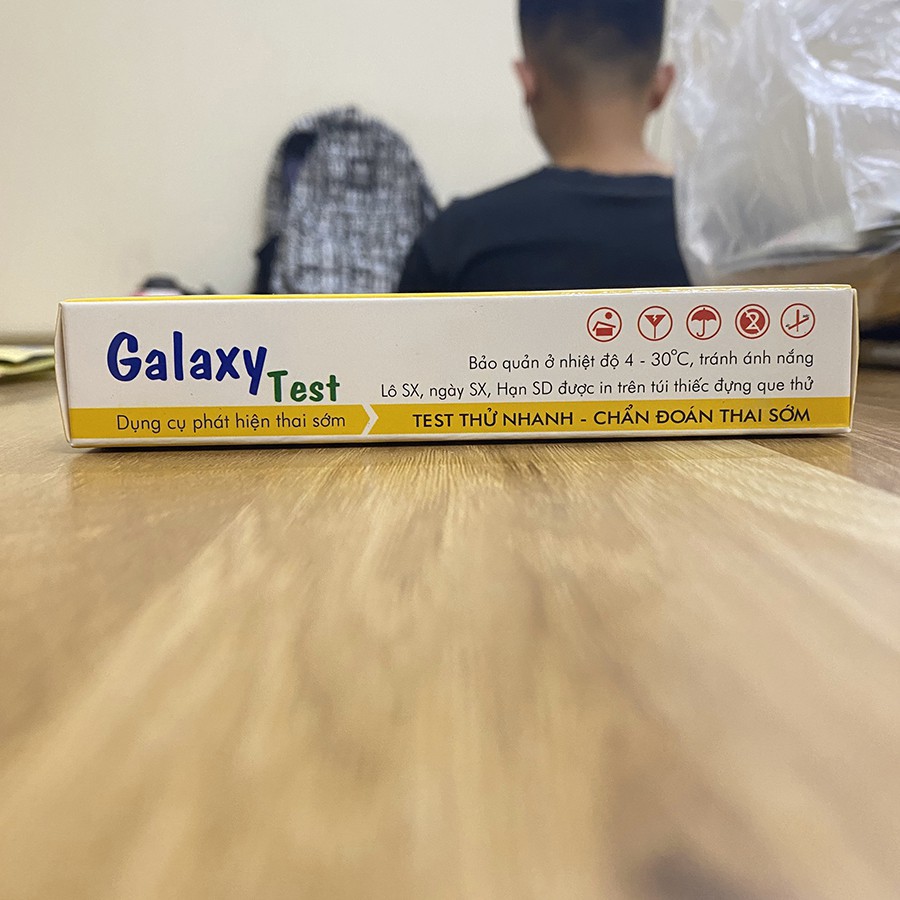 Galaxy
Test
Dụng cụ phát hiện thai sớm
Bảo quản ở nhiệt độ 4 - 30°C, tránh ánh nắng
Lô SX, ngày SX, Hạn SD được in trên túi thiếc đựng que thử
TEST THỬ NHANH - CHẨN ĐOÁN THAI SỚM